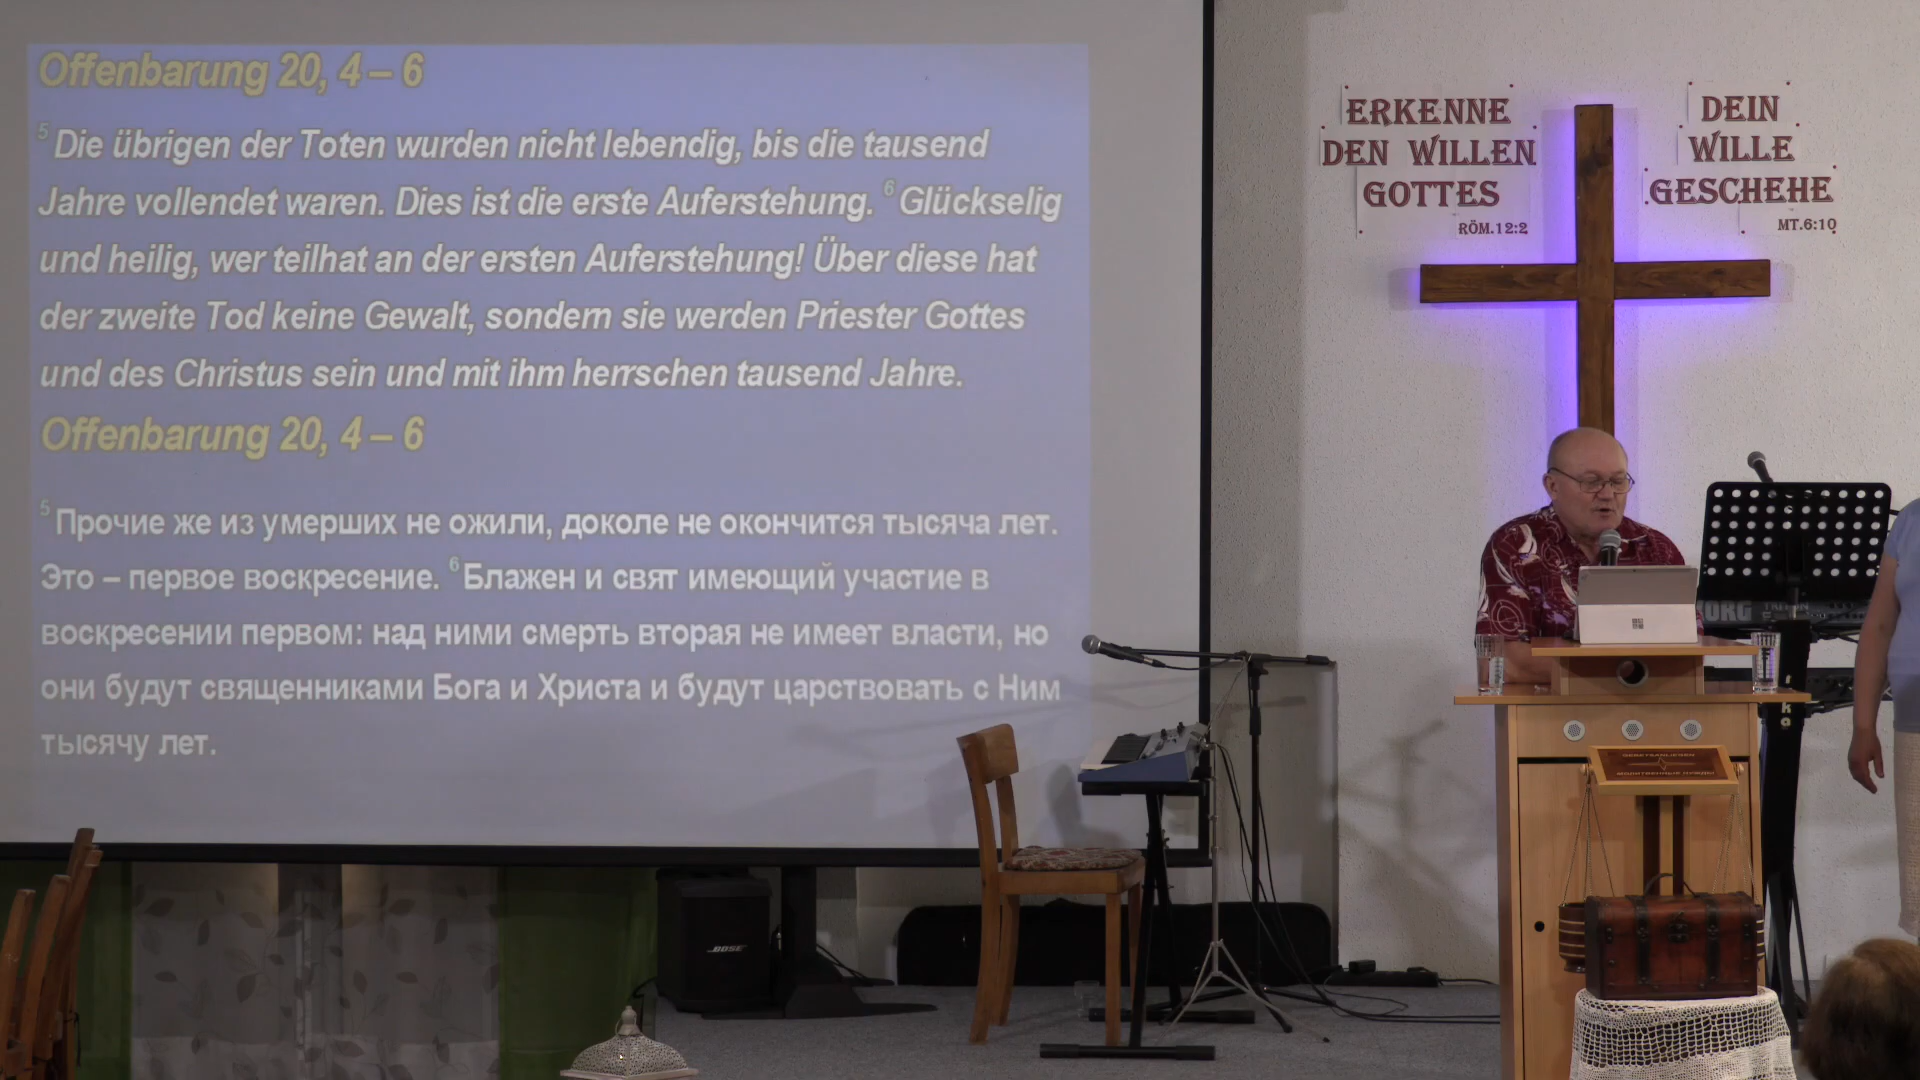 Offenbarung 20, 4 – 6
5 Die übrigen der Toten wurden nicht lebendig, bis die tausend
Jahre vollendet waren. Dies ist die erste Auferstehung. 6 Glückselig
und heilig, wer teilhat an der ersten Auferstehung! Über diese hat
der zweite Tod keine Gewalt, sondern sie werden Priester Gottes
und des Christus sein und mit ihm herrschen tausend Jahre.
Offenbarung 20, 4 – 6
5 Прочие же из умерших не ожили, доколе не окончится тысяча лет.
Это – первое воскресение. 6 Блажен и свят имеющий участие в
воскресении первом: над ними смерть вторая не имеет власти, но
они будут священниками Бога и Христа и будут царствовать с Ним
тысячу лет.
ERKENNE
DEN WILLEN
GOTTES
RÖM.12:2
DEIN
WILLE
GESCHEHE
MT.6:10
KORG
BOSE
МОЛИТВЕННЫЕ НУЖДЫ